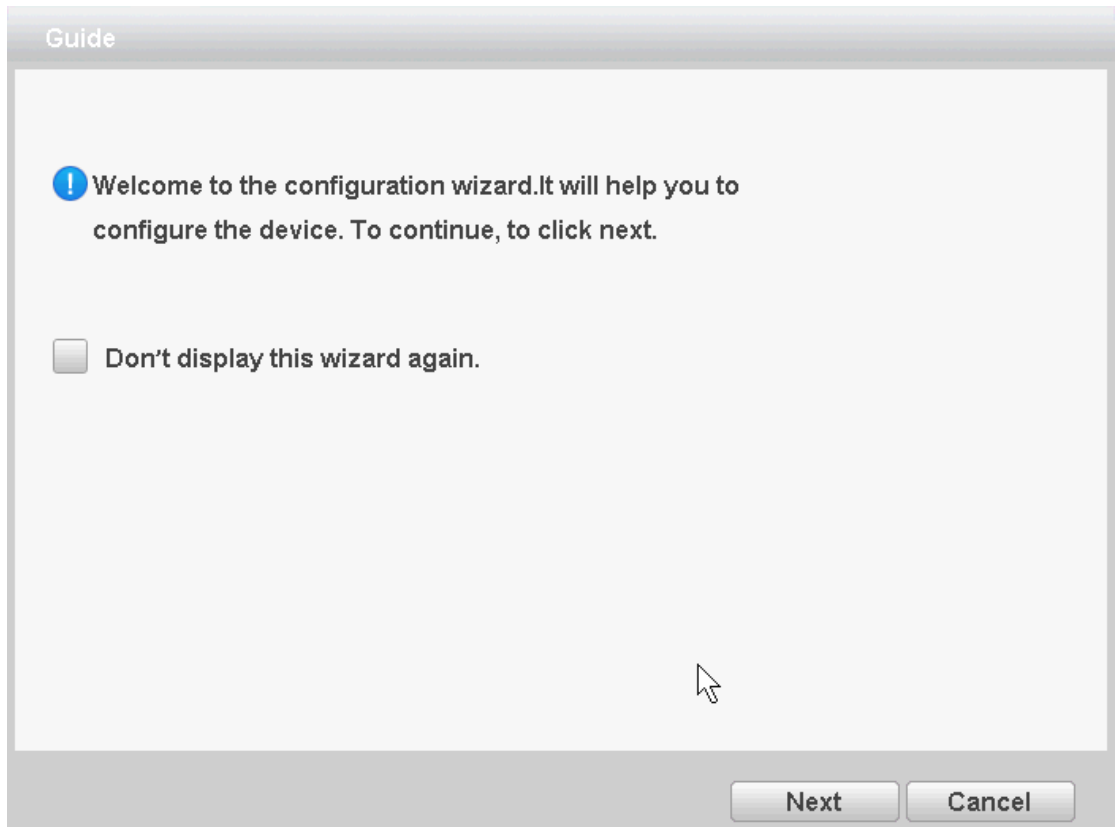 Guide
Welcome to the configuration wizard.It will help you to
configure the device. To continue, to click next.
Don't display this wizard again.
Next Cancel